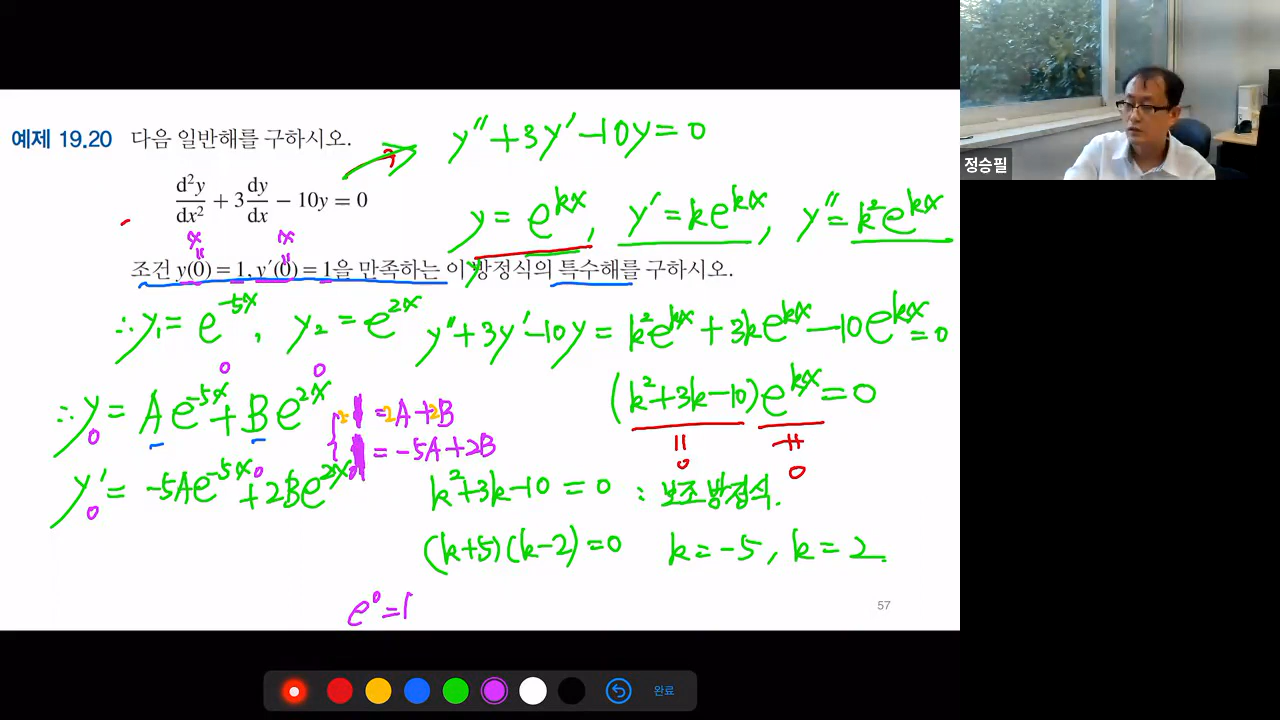 예제 19.20 다음 일반해를 구하시오.
y″+3y′−10y=0
d²y/dx² + 3 dy/dx − 10y = 0
y = e^{kx}, y′=ke^{kx}, y″=k²e^{kx}
조건 y(0) = 1, y′(0) = 1을 만족하는 이 방정식의 특수해를 구하시오.
∴y₁= e^{-5x}, y₂ = e^{2x}
y″+3y′−10y = k²e^{kx}+3ke^{kx}−10e^{kx}=0
(k²+3k−10)e^{kx}=0
∴y = Ae^{-5x}+Be^{2x}
2 1 = 2A+2B
1 = −5A+2B
y′= −5Ae^{-5x}+2Be^{2x}
k²+3k−10 = 0 : 보조방정식.
(k+5)(k−2)=0 k=−5, k=2
e⁰=1
57
정승필
완료